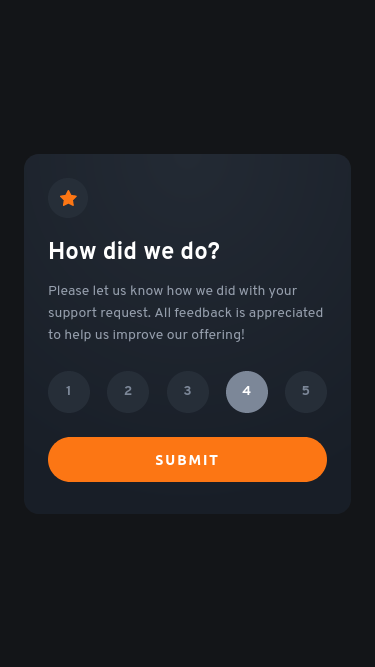 How did we do?
Please let us know how we did with your
support request. All feedback is appreciated
to help us improve our offering!
1 2 3 4 5
SUBMIT